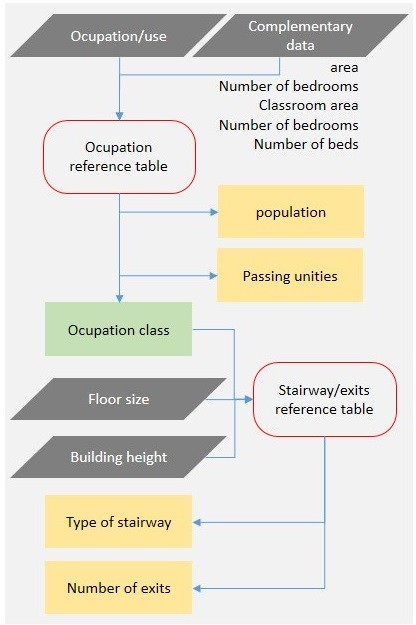 Ocupation/use
Complementary
data
area
Number of bedrooms
Classroom area
Number of bedrooms
Number of beds
Ocupation
reference table
population
Passing unities
Ocupation class
Floor size
Stairway/exits
reference table
Building height
Type of stairway
Number of exits